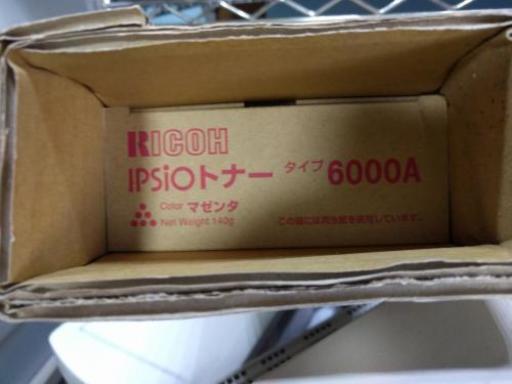 RICOH
IPSiOトナー タイプ 6000A
Color マゼンタ
Net Weight 140g
この箱には再生紙を使用しています。